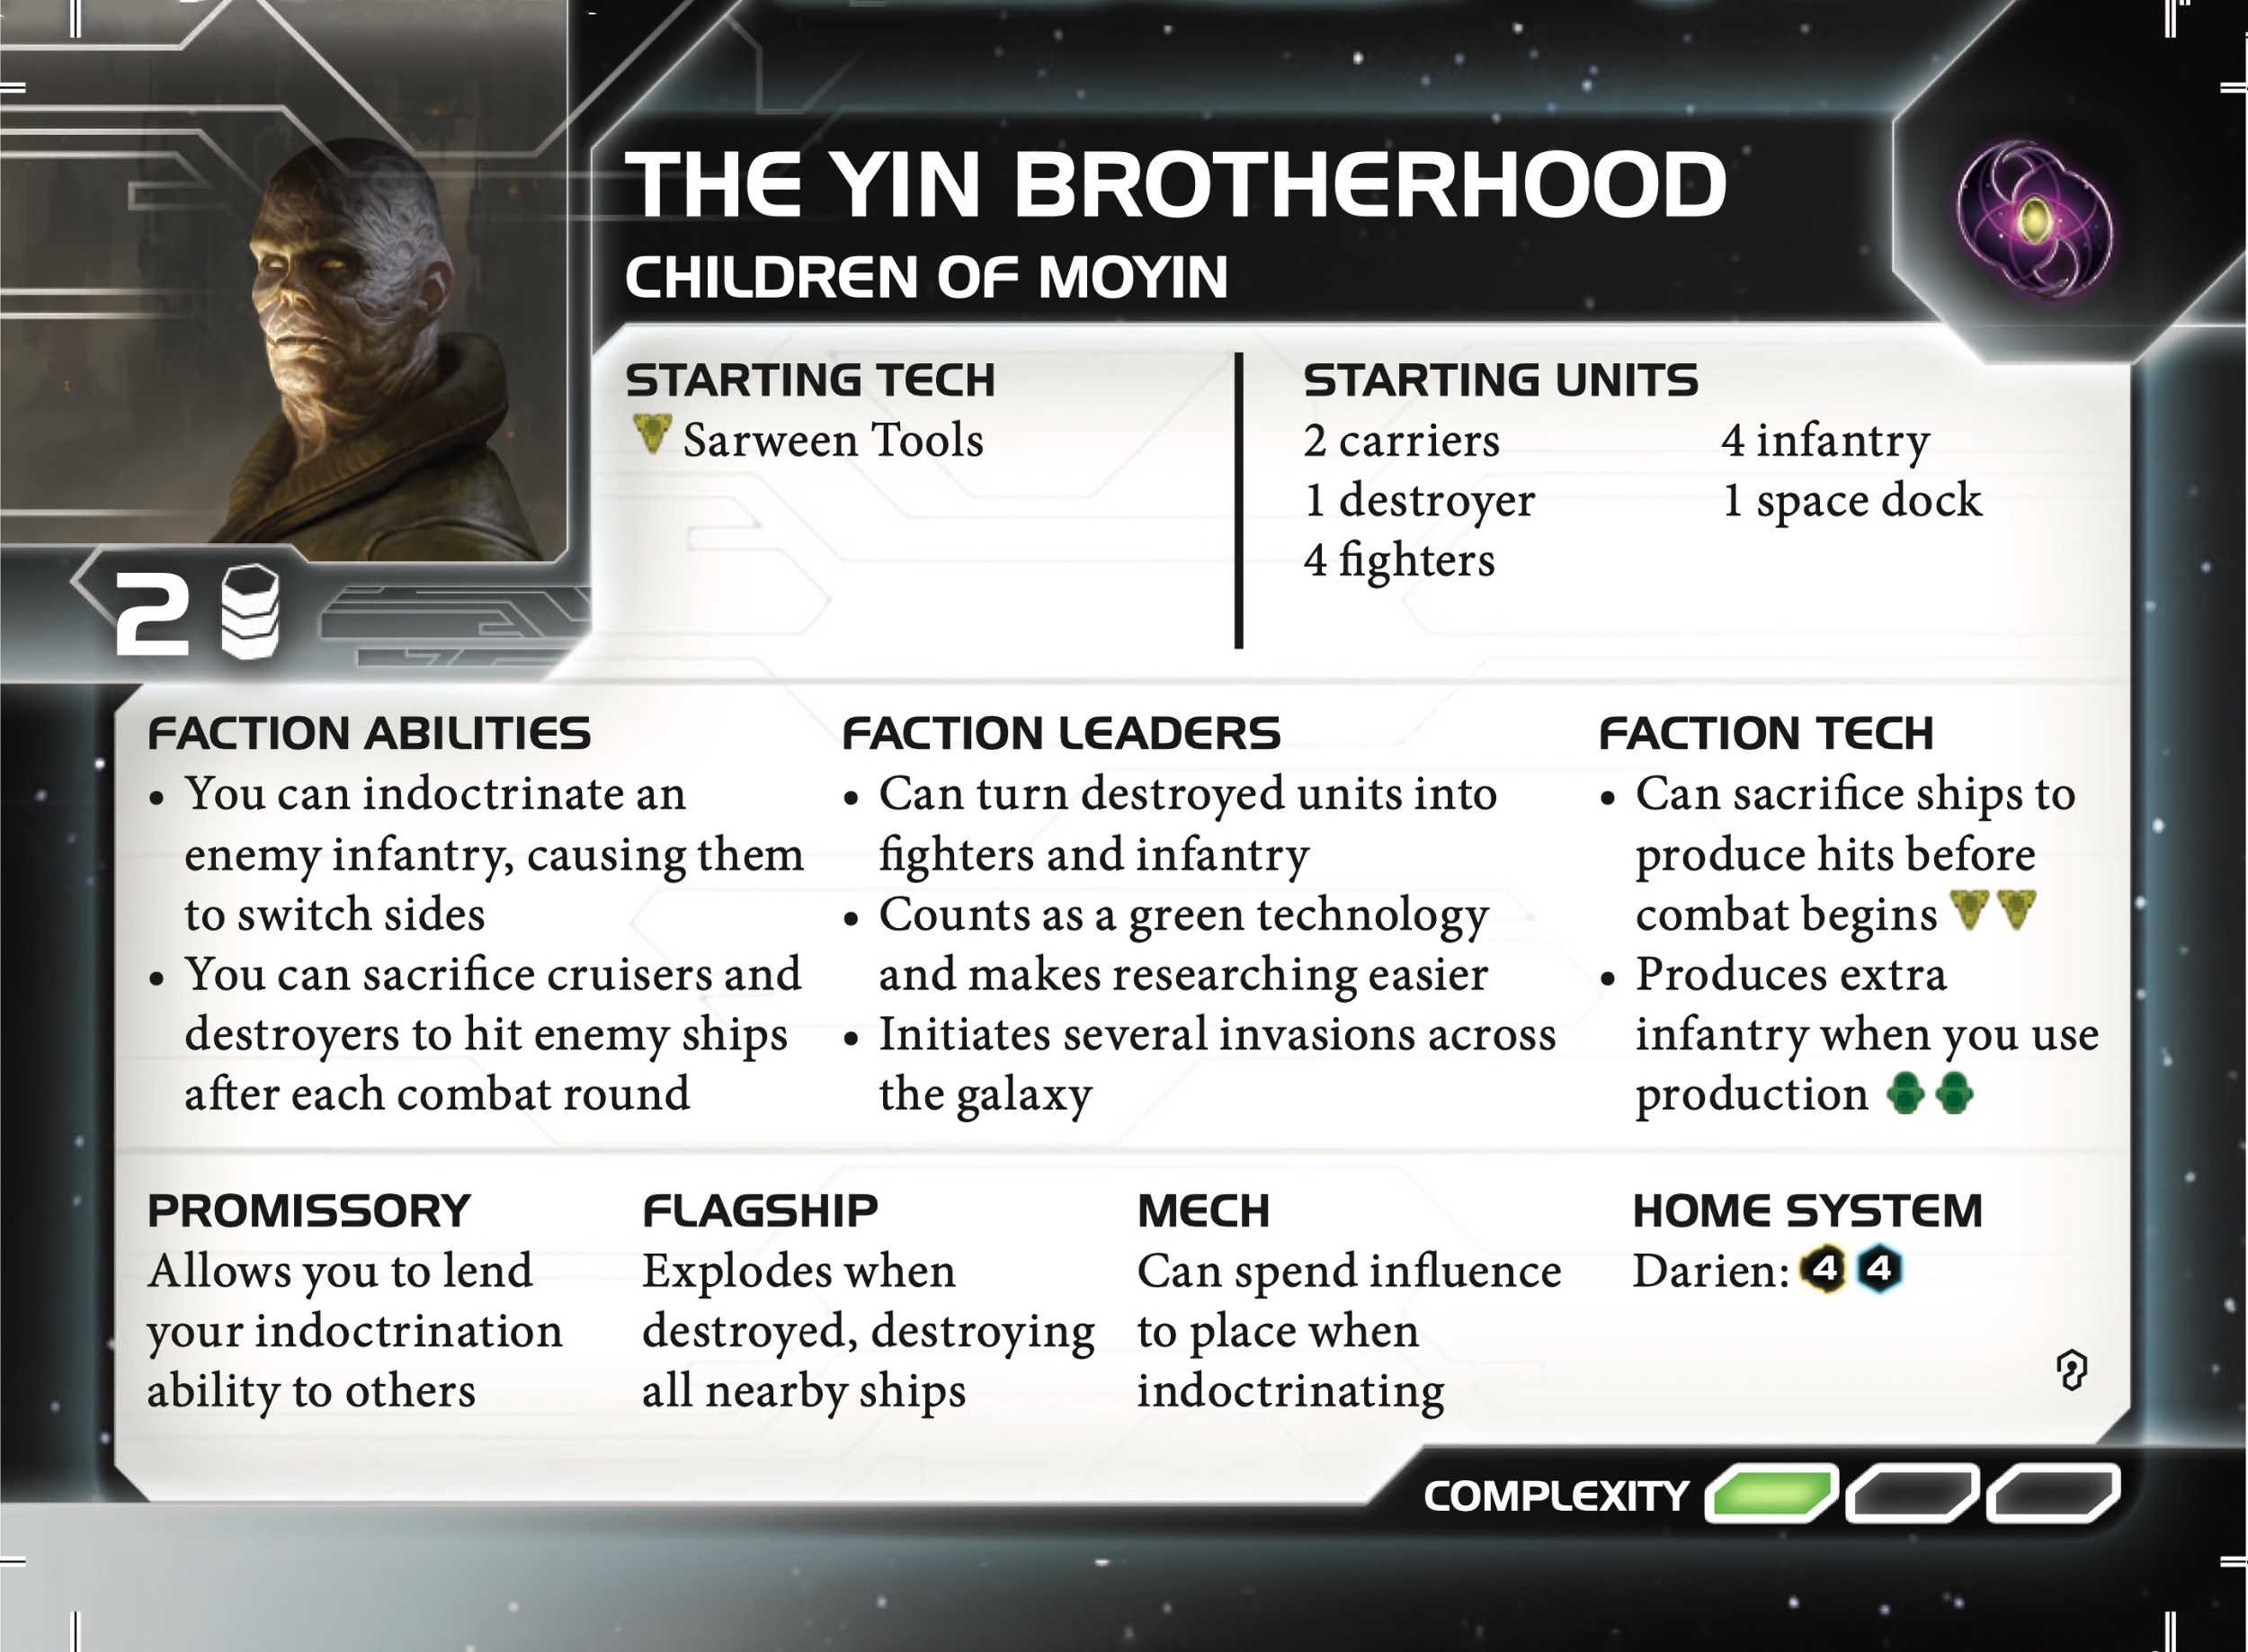 THE YIN BROTHERHOOD
CHILDREN OF MOYIN
2
STARTING TECH
Sarween Tools
STARTING UNITS
2 carriers
1 destroyer
4 fighters
4 infantry
1 space dock
FACTION ABILITIES
• You can indoctrinate an
enemy infantry, causing them
to switch sides
• You can sacrifice cruisers and
destroyers to hit enemy ships
after each combat round
FACTION LEADERS
• Can turn destroyed units into
fighters and infantry
• Counts as a green technology
and makes researching easier
• Initiates several invasions across
the galaxy
FACTION TECH
• Can sacrifice ships to
produce hits before
combat begins
• Produces extra
infantry when you use
production
PROMISSORY
Allows you to lend
your indoctrination
ability to others
FLAGSHIP
Explodes when
destroyed, destroying
all nearby ships
MECH
Can spend influence
to place when
indoctrinating
HOME SYSTEM
Darien: 4 4
COMPLEXITY